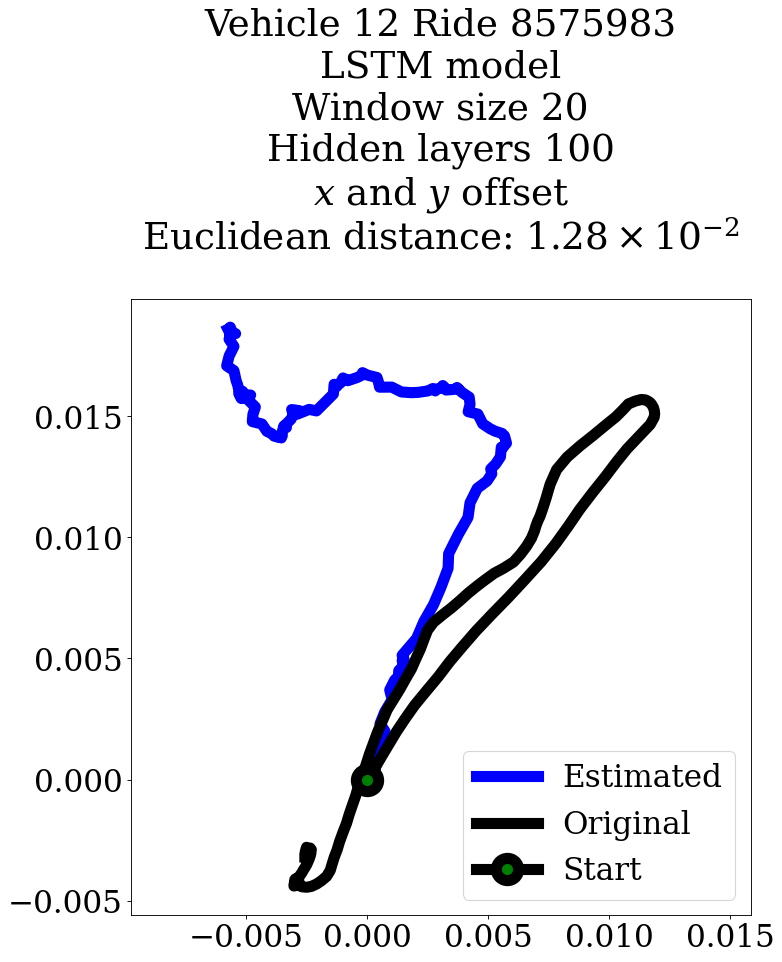 Vehicle 12 Ride 8575983
LSTM model
Window size 20
Hidden layers 100
x and y offset
Euclidean distance: 1.28 × 10⁻²
0.015
0.010
0.005
0.000
−0.005
Estimated
Original
Start
−0.005 0.000 0.005 0.010 0.015